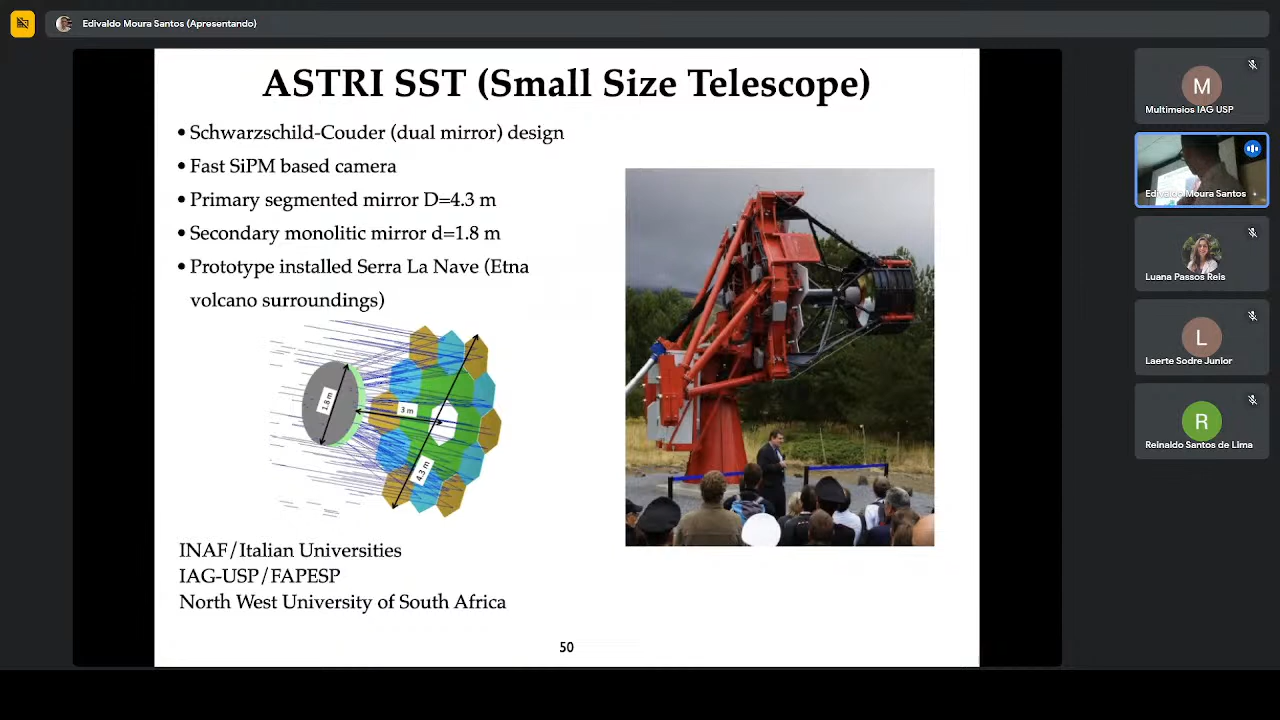 Edivaldo Moura Santos (Apresentando)
ASTRI SST (Small Size Telescope)
• Schwarzschild-Couder (dual mirror) design
• Fast SiPM based camera
• Primary segmented mirror D=4.3 m
• Secondary monolitic mirror d=1.8 m
• Prototype installed Serra La Nave (Etna
volcano surroundings)
1.8 m
3 m
4.3 m
INAF/Italian Universities
IAG-USP/FAPESP
North West University of South Africa
50
M
Multimeios IAG USP
Edivaldo Moura Santos
Luana Passos Reis
L
Laerte Sodre Junior
R
Reinaldo Santos de Lima